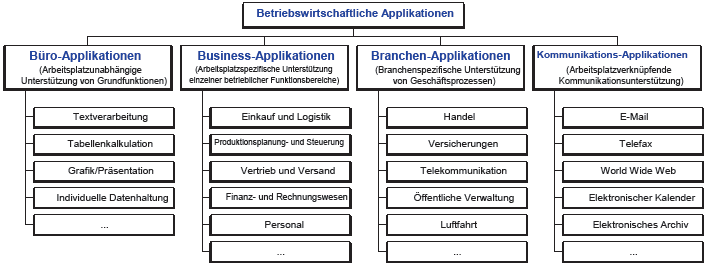 Betriebswirtschaftliche Applikationen
Büro-Applikationen
(Arbeitsplatzunabhängige
Unterstützung von Grundfunktionen)
Textverarbeitung
Tabellenkalkulation
Grafik/Präsentation
Individuelle Datenhaltung
...
Business-Applikationen
(Arbeitsplatzspezifische Unterstützung
einzelner betrieblicher Funktionsbereiche)
Einkauf und Logistik
Produktionsplanung- und Steuerung
Vertrieb und Versand
Finanz- und Rechnungswesen
Personal
...
Branchen-Applikationen
(Branchenspezifische Unterstützung
von Geschäftsprozessen)
Handel
Versicherungen
Telekommunikation
Öffentliche Verwaltung
Luftfahrt
...
Kommunikations-Applikationen
(Arbeitsplatzverknüpfende
Kommunikationsunterstützung)
E-Mail
Telefax
World Wide Web
Elektronischer Kalender
Elektronisches Archiv
...